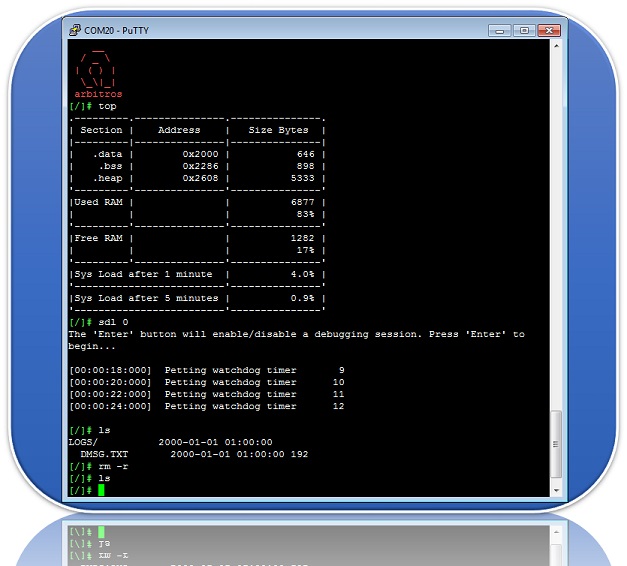 COM20 - PuTTY
arbitros
[/]# top
.---------.---------------.---------------.
| Section |    Address    |   Size Bytes  |
|---------|---------------|---------------|
|   .data |        0x2000 |           646 |
|    .bss |        0x2286 |           898 |
|   .heap |        0x2608 |          5333 |
'---------'---------------'---------------'
|Used RAM |               |          6877 |
|         |               |           83% |
'---------'---------------'---------------'
|Free RAM |               |          1282 |
|         |               |           17% |
'---------'---------------'---------------'
|Sys Load after 1 minute  |          4.0% |
'-------------------------'---------------'
|Sys Load after 5 minutes |          0.9% |
'-------------------------'---------------'
[/]# sdl 0
The 'Enter' button will enable/disable a debugging session. Press 'Enter' to
begin...
[00:00:18:000]  Petting watchdog timer      9
[00:00:20:000]  Petting watchdog timer     10
[00:00:22:000]  Petting watchdog timer     11
[00:00:24:000]  Petting watchdog timer     12
[/]# ls
LOGS/          2000-01-01 01:00:00
  DMSG.TXT       2000-01-01 01:00:00 192
[/]# rm -r
[/]# ls
[/]#